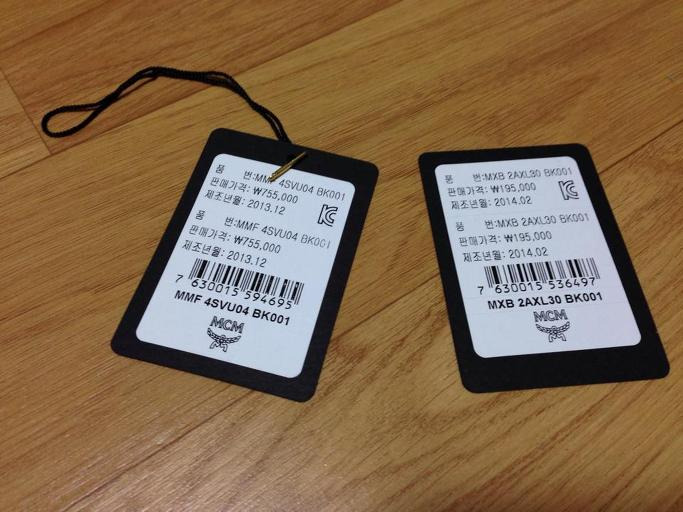 품 번:MMF 4SVU04 BK001
판매가격: ₩755,000
제조년월: 2013.12
품 번:MMF 4SVU04 BK001
판매가격: ₩755,000
제조년월: 2013.12
7 630015 594695
MMF 4SVU04 BK001
MCM
품 번:MXB 2AXL30 BK001
판매가격: ₩195,000
제조년월: 2014.02
품 번:MXB 2AXL30 BK001
판매가격: ₩195,000
제조년월: 2014.02
7 630015 536497
MXB 2AXL30 BK001
MCM